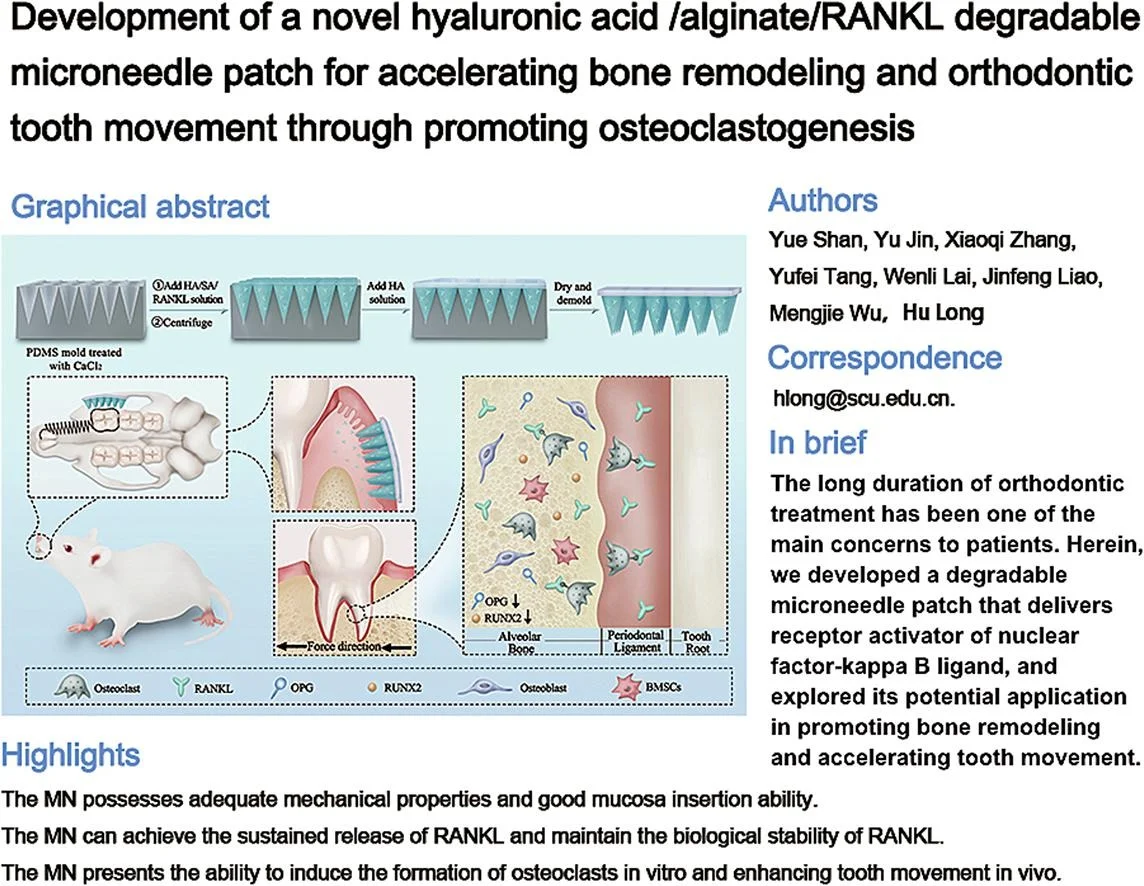 Development of a novel hyaluronic acid /alginate/RANKL degradable
microneedle patch for accelerating bone remodeling and orthodontic
tooth movement through promoting osteoclastogenesis
Graphical abstract
①Add HA/SA/
RANKL solution
②Centrifuge
Add HA
solution
Dry and
demold
PDMS mold treated
with CaCl₂
Force direction
OPG ↓
RUNX2 ↓
Alveolar
Bone
Periodontal
Ligament
Tooth
Root
Osteoclast
RANKL
OPG
RUNX2
Osteoblast
BMSCs
Authors
Yue Shan, Yu Jin, Xiaoqi Zhang,
Yufei Tang, Wenli Lai, Jinfeng Liao,
Mengjie Wu, Hu Long
Correspondence
hlong@scu.edu.cn.
In brief
The long duration of orthodontic
treatment has been one of the
main concerns to patients. Herein,
we developed a degradable
microneedle patch that delivers
receptor activator of nuclear
factor-kappa B ligand, and
explored its potential application
in promoting bone remodeling
and accelerating tooth movement.
Highlights
The MN possesses adequate mechanical properties and good mucosa insertion ability.
The MN can achieve the sustained release of RANKL and maintain the biological stability of RANKL.
The MN presents the ability to induce the formation of osteoclasts in vitro and enhancing tooth movement in vivo.